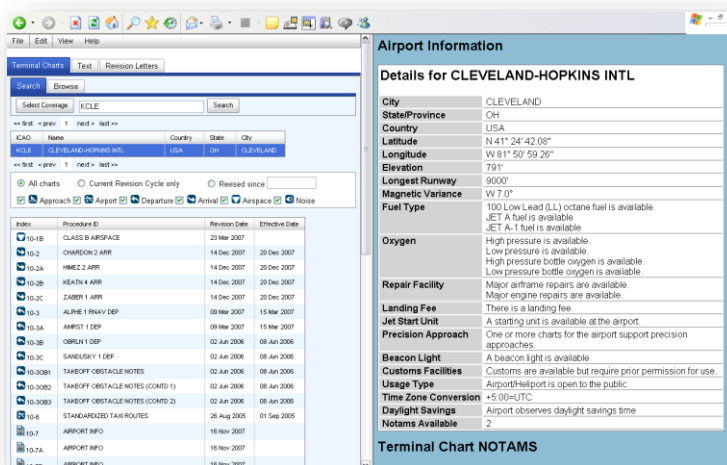 File Edit View Help
Terminal Charts Text Revision Letters
Search Browse
Select Coverage KCLE Search
<< first < prev 1 next > last >>
ICAO Name Country State City
KCLE CLEVELAND-HOPKINS INTL USA OH CLEVELAND
<< first < prev 1 next > last >>
All charts Current Revision Cycle only Revised since
Approach Airport Departure Arrival Airspace Noise
Index Procedure ID Revision Date Effective Date
10-1B CLASS B AIRSPACE 23 Mar 2007
10-2 CHARDON 2 ARR 14 Dec 2007 20 Dec 2007
10-2A HIMEZ 2 ARR 14 Dec 2007 20 Dec 2007
10-2B KEATN 4 ARR 14 Dec 2007 20 Dec 2007
10-2C ZABER 1 ARR 14 Dec 2007 20 Dec 2007
10-3 ALPHE 1 RNAV DEP 09 Mar 2007 15 Mar 2007
10-3A AMRST 1 DEP 09 Mar 2007 15 Mar 2007
10-3B OBRLN 1 DEP 02 Jun 2006 08 Jun 2006
10-3C SANDUSKY 1 DEP 02 Jun 2006 08 Jun 2006
10-30B1 TAKEOFF OBSTACLE NOTES 02 Jun 2006 08 Jun 2006
10-30B2 TAKEOFF OBSTACLE NOTES (CONTD 1) 02 Jun 2006 08 Jun 2006
10-30B3 TAKEOFF OBSTACLE NOTES (CONTD 2) 02 Jun 2006 08 Jun 2006
10-6 STANDARDIZED TAXI ROUTES 26 Aug 2005 01 Sep 2005
10-7 AIRPORT INFO 16 Nov 2007
10-7A AIRPORT INFO 16 Nov 2007
AIRPORT INFO 16 Nov 2007
Airport Information
Details for CLEVELAND-HOPKINS INTL
City CLEVELAND
State/Province OH
Country USA
Latitude N 41° 24' 42.08"
Longitude W 81° 50' 59.26"
Elevation 791'
Longest Runway 9000'
Magnetic Variance W 7.0°
Fuel Type 100 Low Lead (LL) octane fuel is available
JET A fuel is available
JET A-1 fuel is available
Oxygen High pressure is available.
Low pressure is available.
High pressure bottle oxygen is available.
Low pressure bottle oxygen is available.
Repair Facility Major airframe repairs are available.
Major engine repairs are available.
Landing Fee There is a landing fee.
Jet Start Unit A starting unit is available at the airport.
Precision Approach One or more charts for the airport support precision
approaches.
Beacon Light A beacon light is available.
Customs Facilities Customs are available but require prior permission for use.
Usage Type Airport/Heliport is open to the public.
Time Zone Conversion +5:00=UTC
Daylight Savings Airport observes daylight savings time
Notams Available 2
Terminal Chart NOTAMS